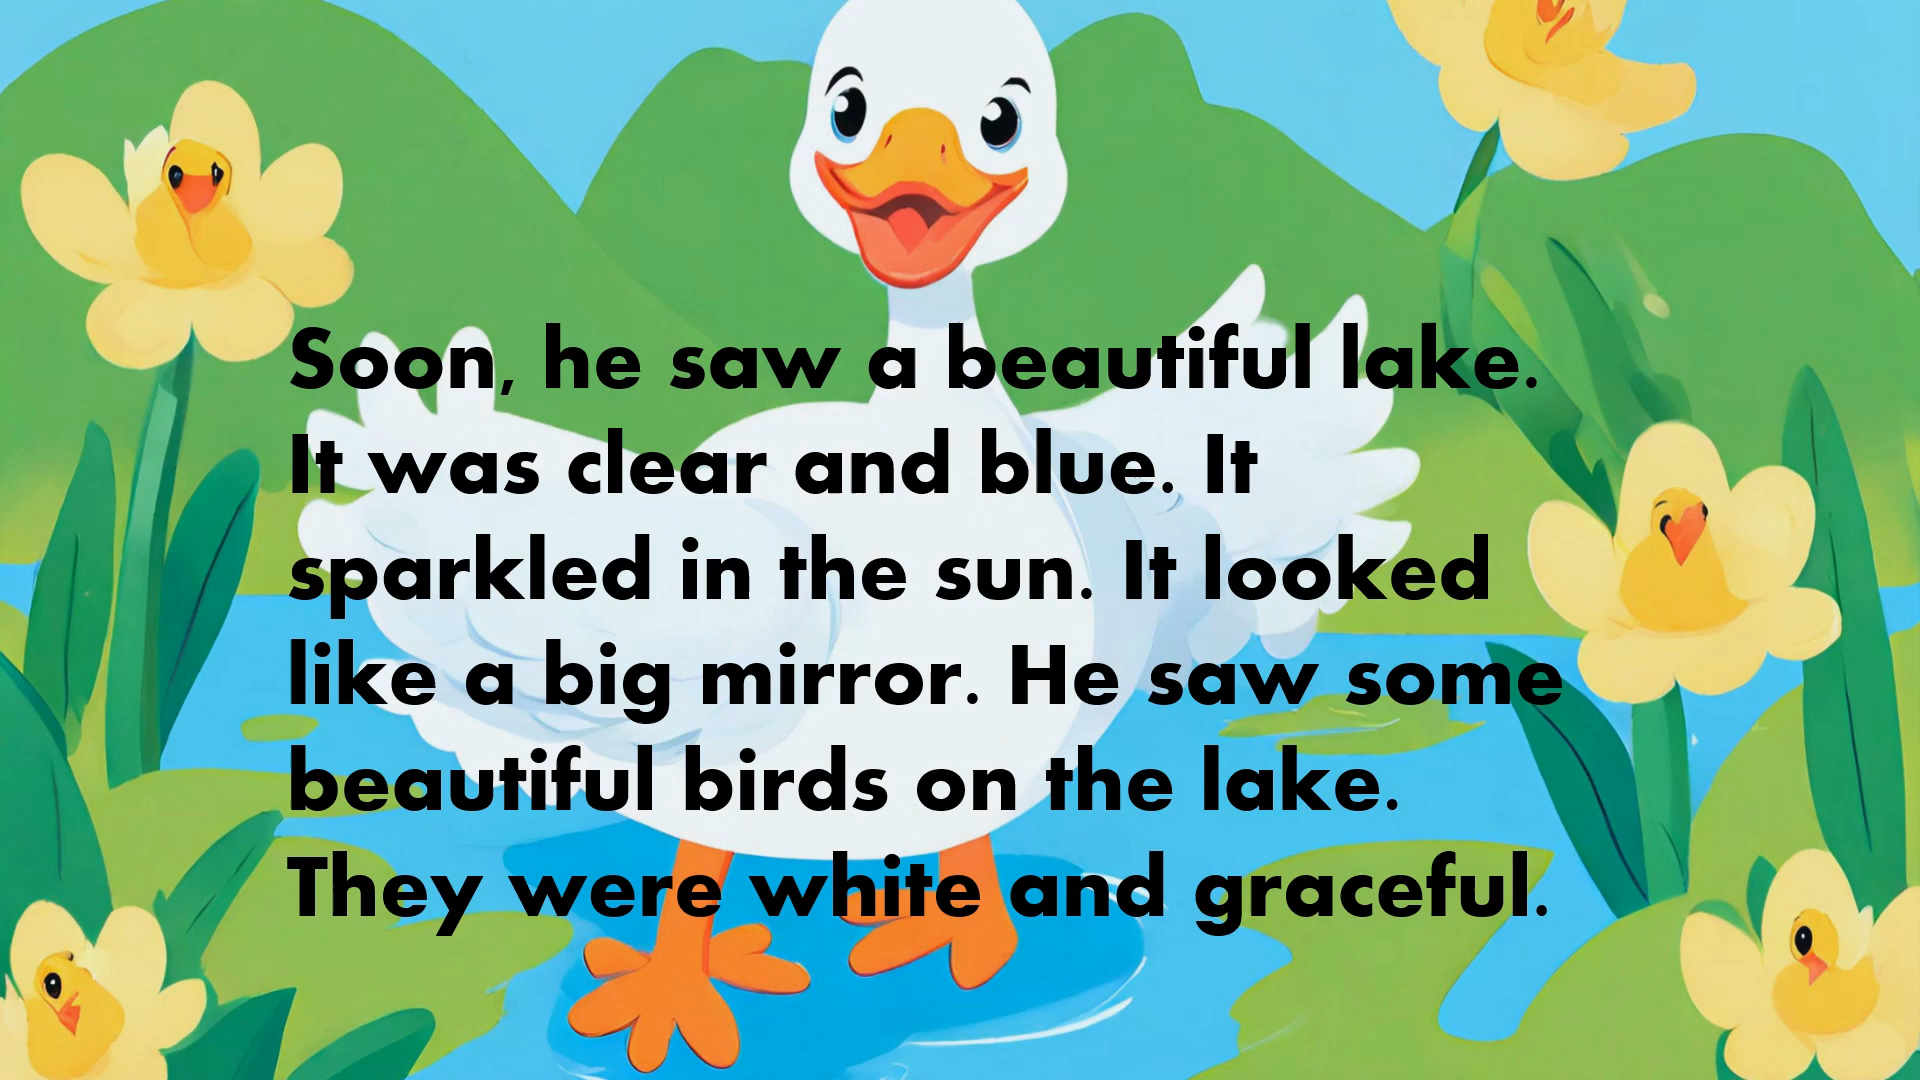 Soon, he saw a beautiful lake.
It was clear and blue. It
sparkled in the sun. It looked
like a big mirror. He saw some
beautiful birds on the lake.
They were white and graceful.